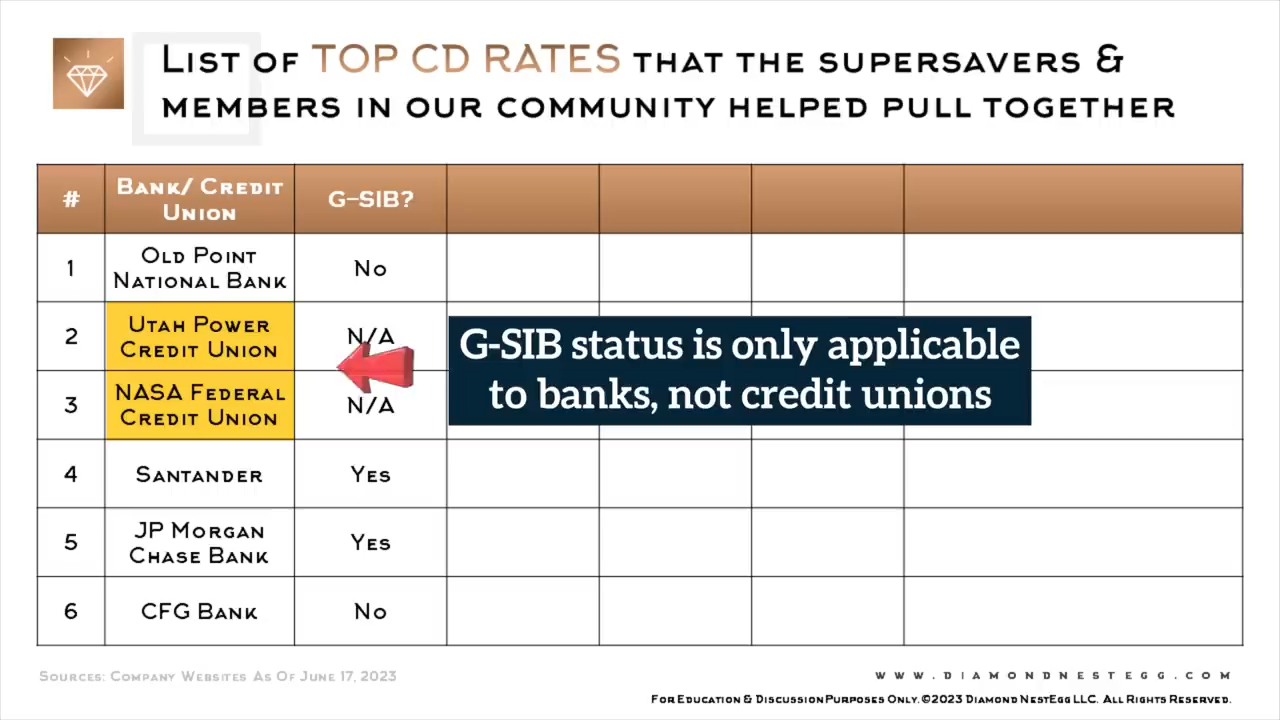 List of TOP CD RATES that the supersavers &
members in our community helped pull together
# Bank/ Credit Union G-SIB?
1 Old Point National Bank No
2 Utah Power Credit Union N/A
3 NASA Federal Credit Union N/A
G-SIB status is only applicable
to banks, not credit unions
4 Santander Yes
5 JP Morgan Chase Bank Yes
6 CFG Bank No
Sources: Company Websites As Of June 17, 2023
WWW.DIAMONDNESTEGG.COM
For Education & Discussion Purposes Only. ©2023 Diamond NestEgg LLC. All Rights Reserved.